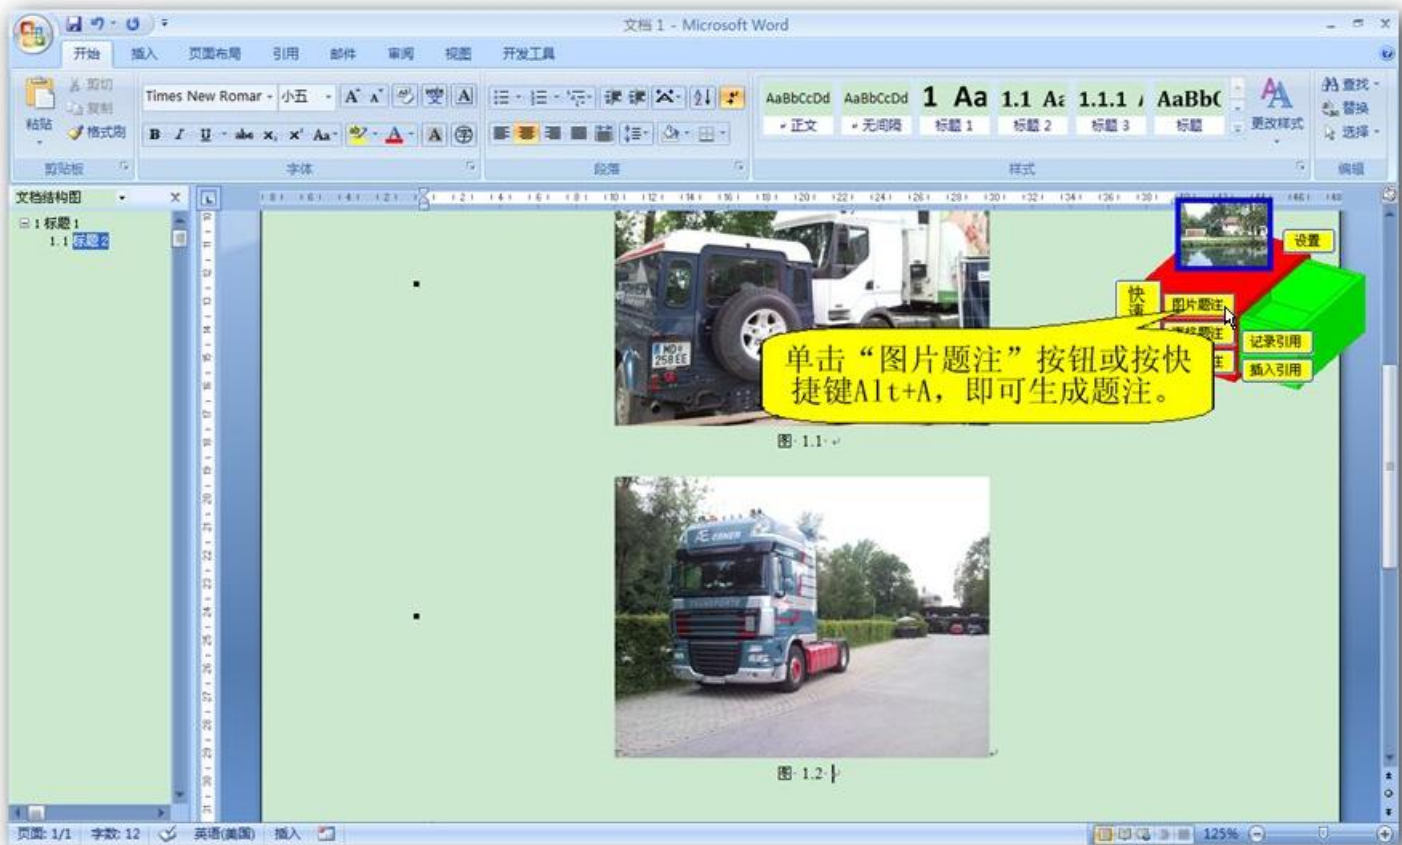 文档 1 - Microsoft Word
开始 插入 页面布局 引用 邮件 审阅 视图 开发工具
剪切
复制
粘贴 格式刷
剪贴板
Times New Romar 小五
字体
段落
AaBbCcDd AaBbCcDd 1 Aa 1.1 Aa 1.1.1 AaBb(
正文 无间隔 标题 1 标题 2 标题 3 标题
更改样式
样式
查找
替换
选择
编辑
文档结构图
1 标题 1
1.1 标题 2
设置
快速
图片题注
记录引用
插入引用
单击“图片题注”按钮或按快
捷键Alt+A，即可生成题注。
MD
258EE
图 1.1
EBNER
TRANSPORTE
图 1.2
页面: 1/1 字数: 12 英语(美国) 插入 125%